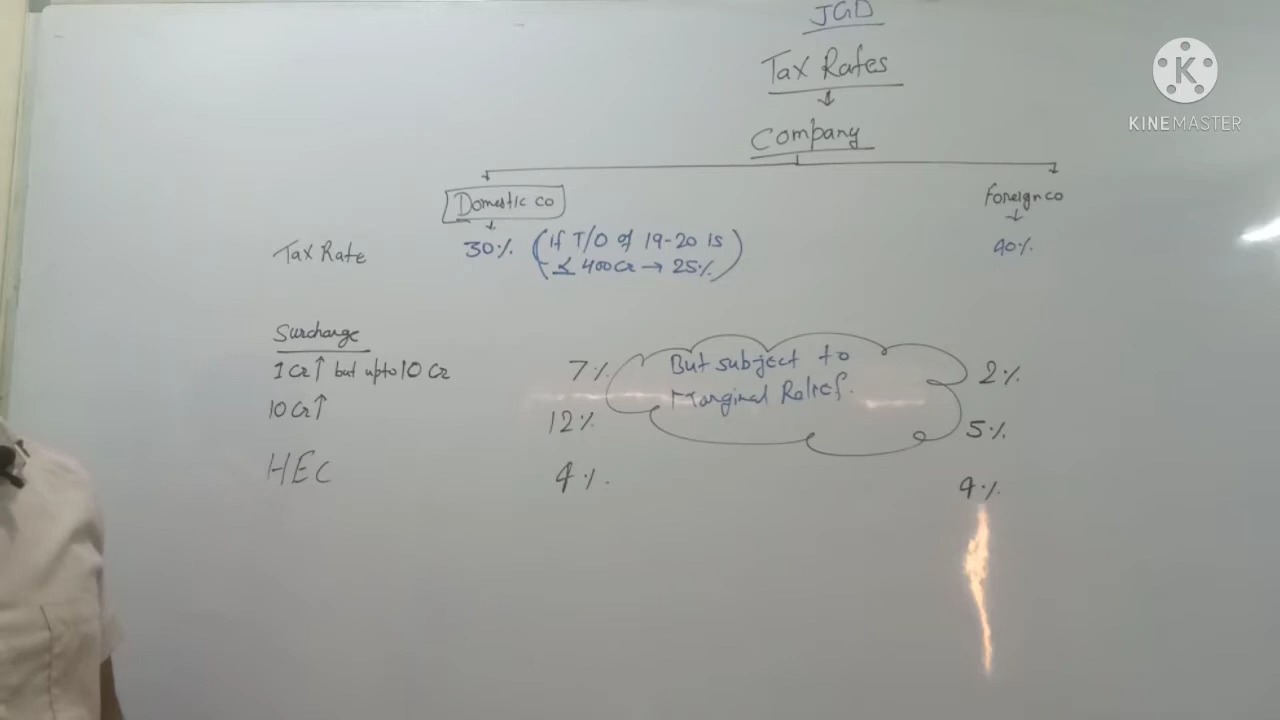 JGD
Tax Rates
Company
Domestic co
Foreign co
Tax Rate 30% (If T/O of 19-20 is ≤ 400Cr → 25%) 40%
Surcharge
1 Cr↑ but upto 10 Cr 7% 2%
But subject to
Marginal Relief.
10 Cr↑ 12% 5%
HEC 4% 4%
K
KINEMASTER